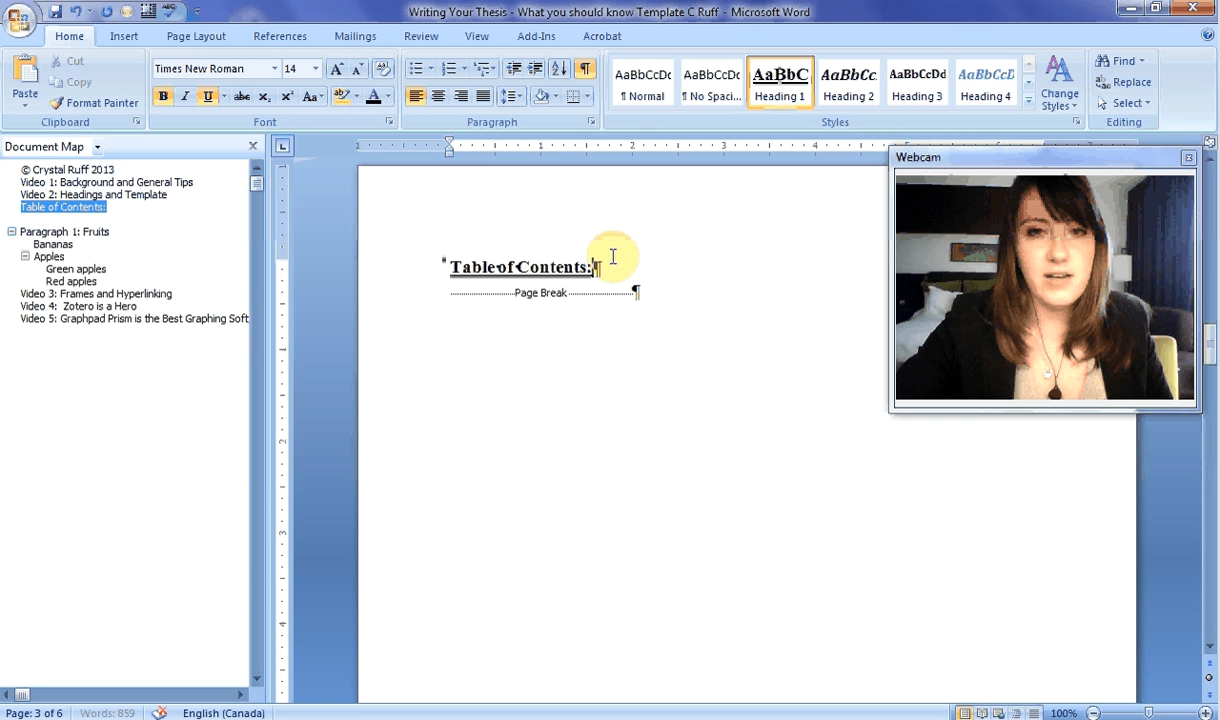 Writing Your Thesis - What you should know Template C Ruff - Microsoft Word
Home Insert Page Layout References Mailings Review View Add-Ins Acrobat
Paste
Cut
Copy
Format Painter
Clipboard
Times New Roman 14
B I U abc X₂ X² Aa
Font
Paragraph
AaBbCcDc AaBbCcDc AaBbC AaBbCc AaBbCcDd AaBbCcD
¶ Normal ¶ No Spaci... Heading 1 Heading 2 Heading 3 Heading 4
Change Styles
Styles
Find
Replace
Select
Editing
Document Map
© Crystal Ruff 2013
Video 1: Background and General Tips
Video 2: Headings and Template
Table of Contents:
Paragraph 1: Fruits
Bananas
Apples
Green apples
Red apples
Video 3: Frames and Hyperlinking
Video 4: Zotero is a Hero
Video 5: Graphpad Prism is the Best Graphing Soft
Webcam
Table·of·Contents:¶
Page Break ¶
Page: 3 of 6 Words: 859 English (Canada) 100%